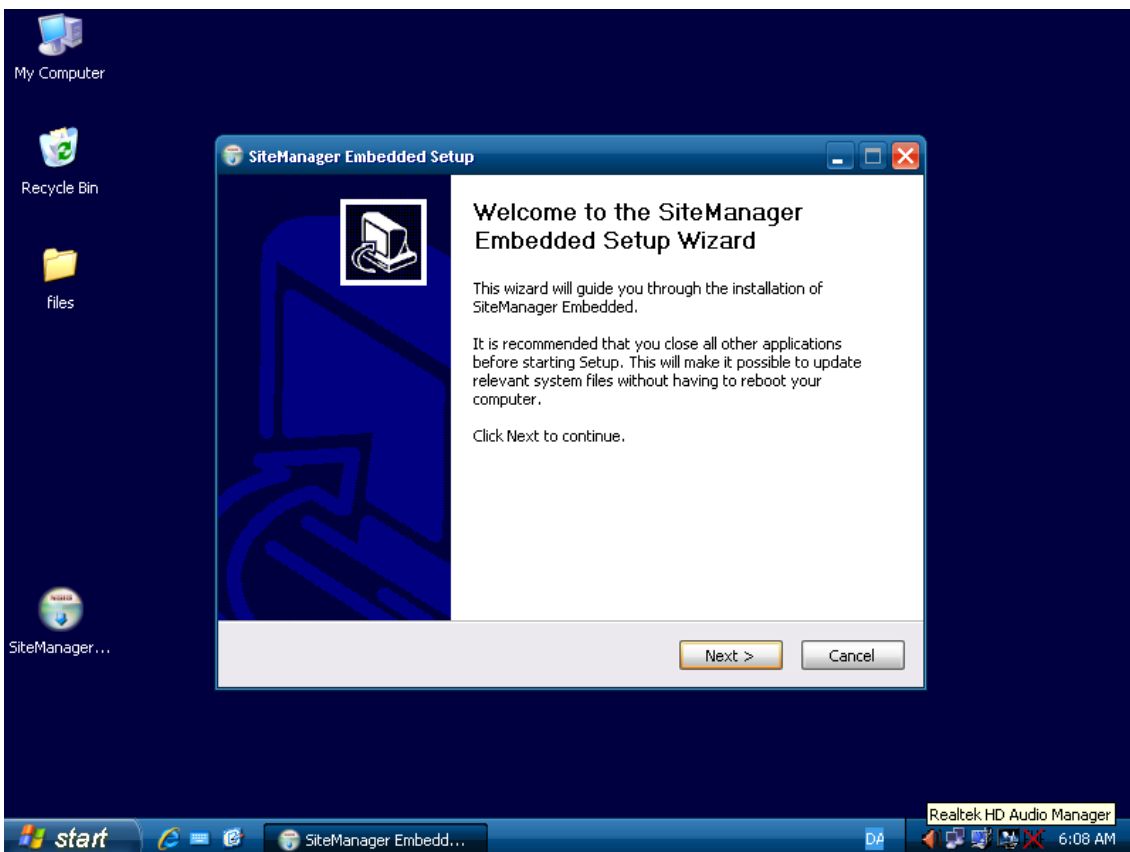 My Computer
Recycle Bin
files
SiteManager...
SiteManager Embedded Setup
Welcome to the SiteManager
Embedded Setup Wizard
This wizard will guide you through the installation of
SiteManager Embedded.
It is recommended that you close all other applications
before starting Setup. This will make it possible to update
relevant system files without having to reboot your
computer.
Click Next to continue.
Next >
Cancel
Realtek HD Audio Manager
start
SiteManager Embedd...
DA
6:08 AM